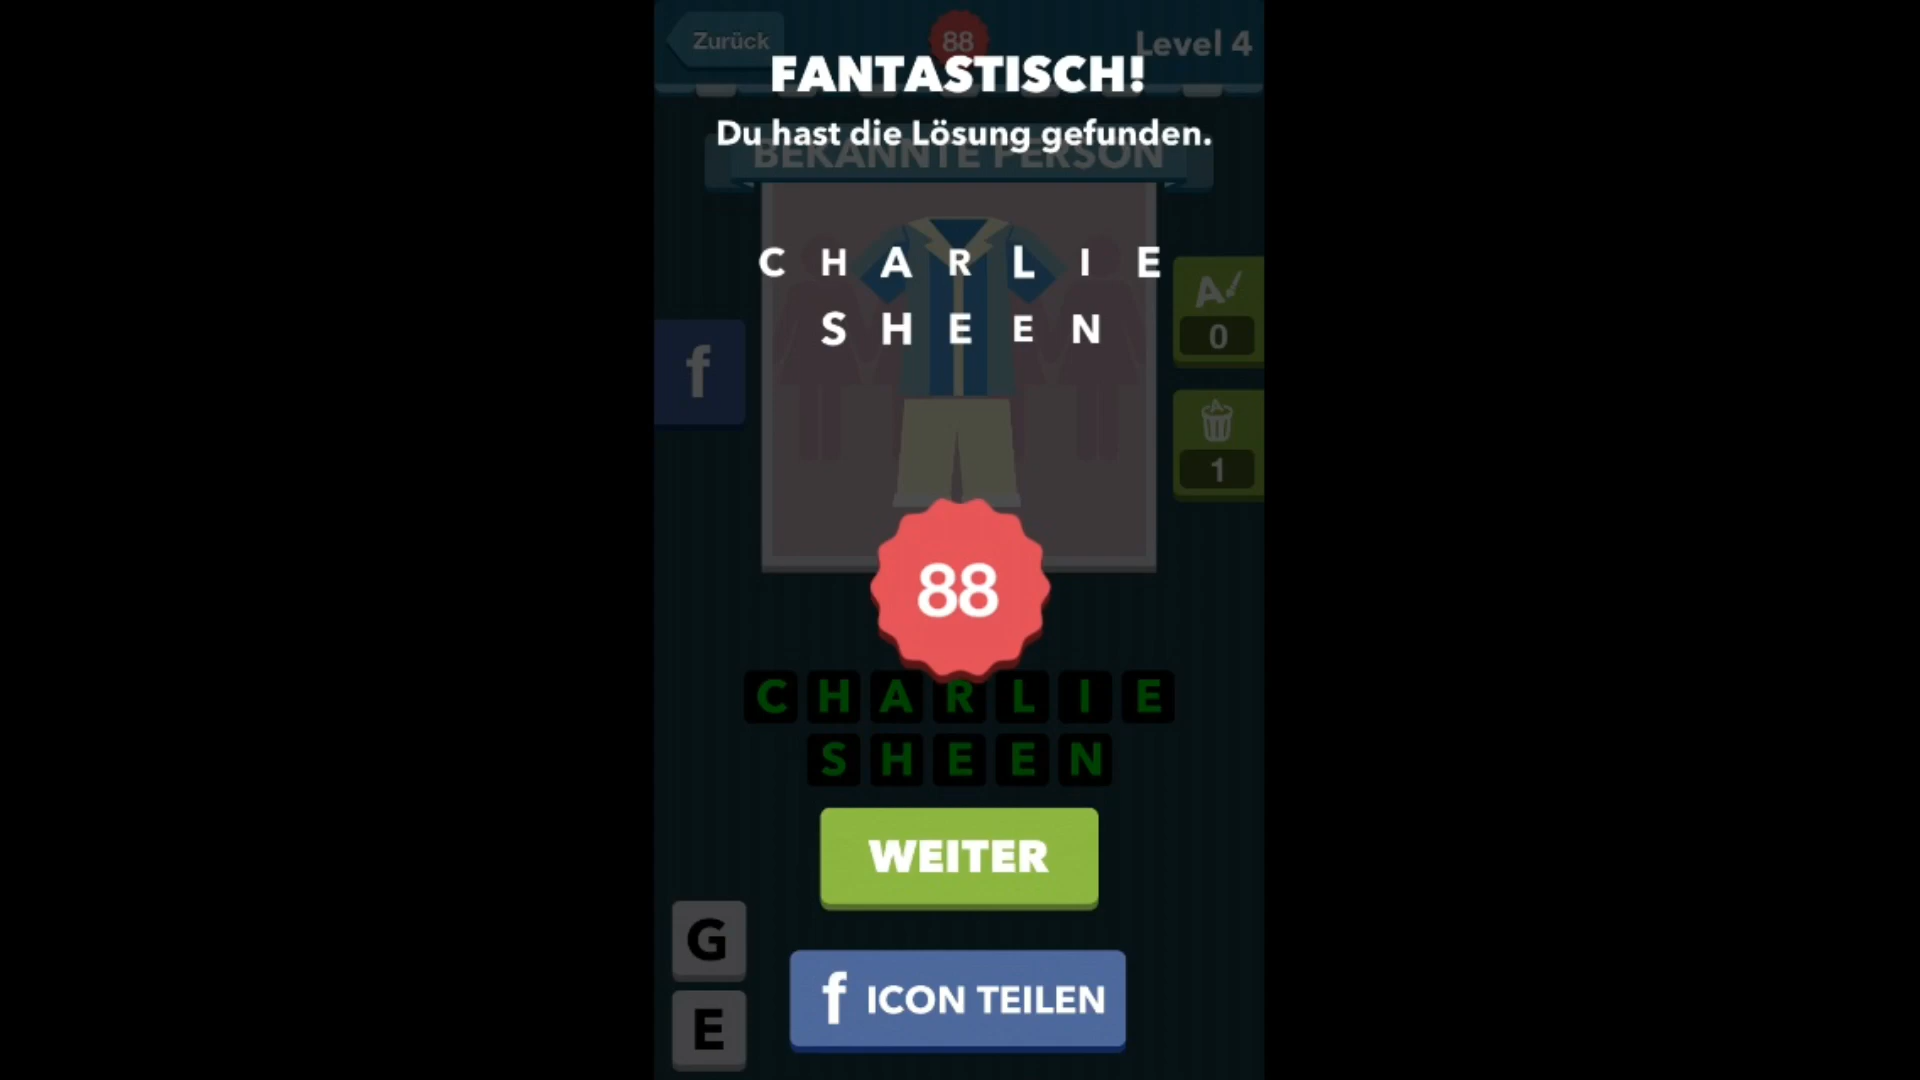 Zurück
88
Level 4
FANTASTISCH!
Du hast die Lösung gefunden.
BEKANNTE PERSON
CHARLIE
SHEEN
A
0
f
1
88
CHARLIE
SHEEN
WEITER
G
f ICON TEILEN
E